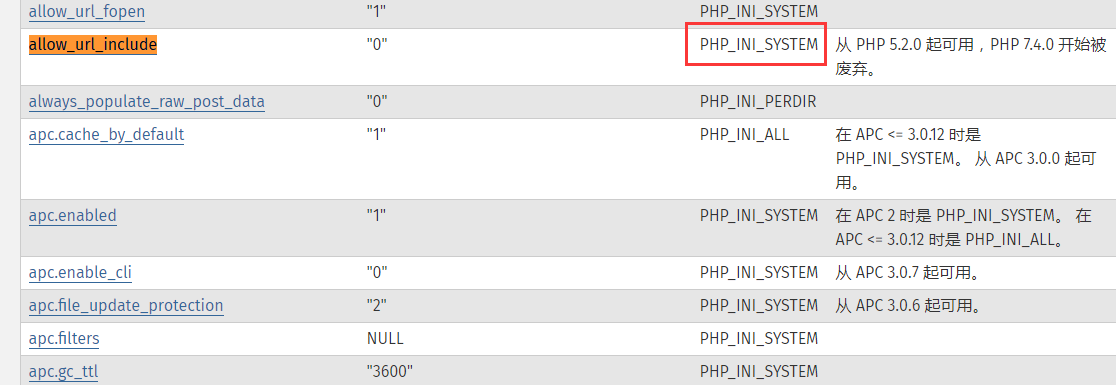 allow_url_fopen "1" PHP_INI_SYSTEM
allow_url_include "0" PHP_INI_SYSTEM 从 PHP 5.2.0 起可用，PHP 7.4.0 开始被
废弃。
always_populate_raw_post_data "0" PHP_INI_PERDIR
apc.cache_by_default "1" PHP_INI_ALL 在 APC <= 3.0.12 时是
PHP_INI_SYSTEM。 从 APC 3.0.0 起可
用。
apc.enabled "1" PHP_INI_SYSTEM 在 APC 2 时是 PHP_INI_SYSTEM。 在
APC <= 3.0.12 时是 PHP_INI_ALL。
apc.enable_cli "0" PHP_INI_SYSTEM 从 APC 3.0.7 起可用。
apc.file_update_protection "2" PHP_INI_SYSTEM 从 APC 3.0.6 起可用。
apc.filters NULL PHP_INI_SYSTEM
apc.gc_ttl "3600" PHP_INI_SYSTEM